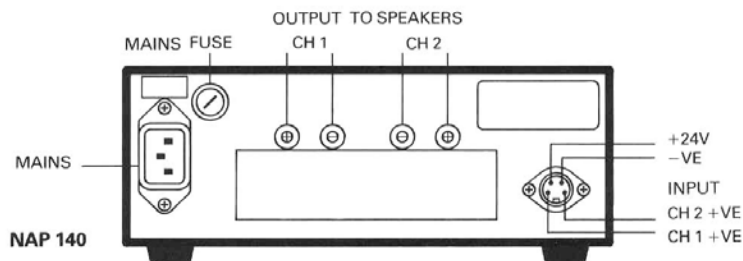 OUTPUT TO SPEAKERS
MAINS FUSE
CH 1
CH 2
MAINS
+24V
−VE
INPUT
CH 2 +VE
CH 1 +VE
NAP 140